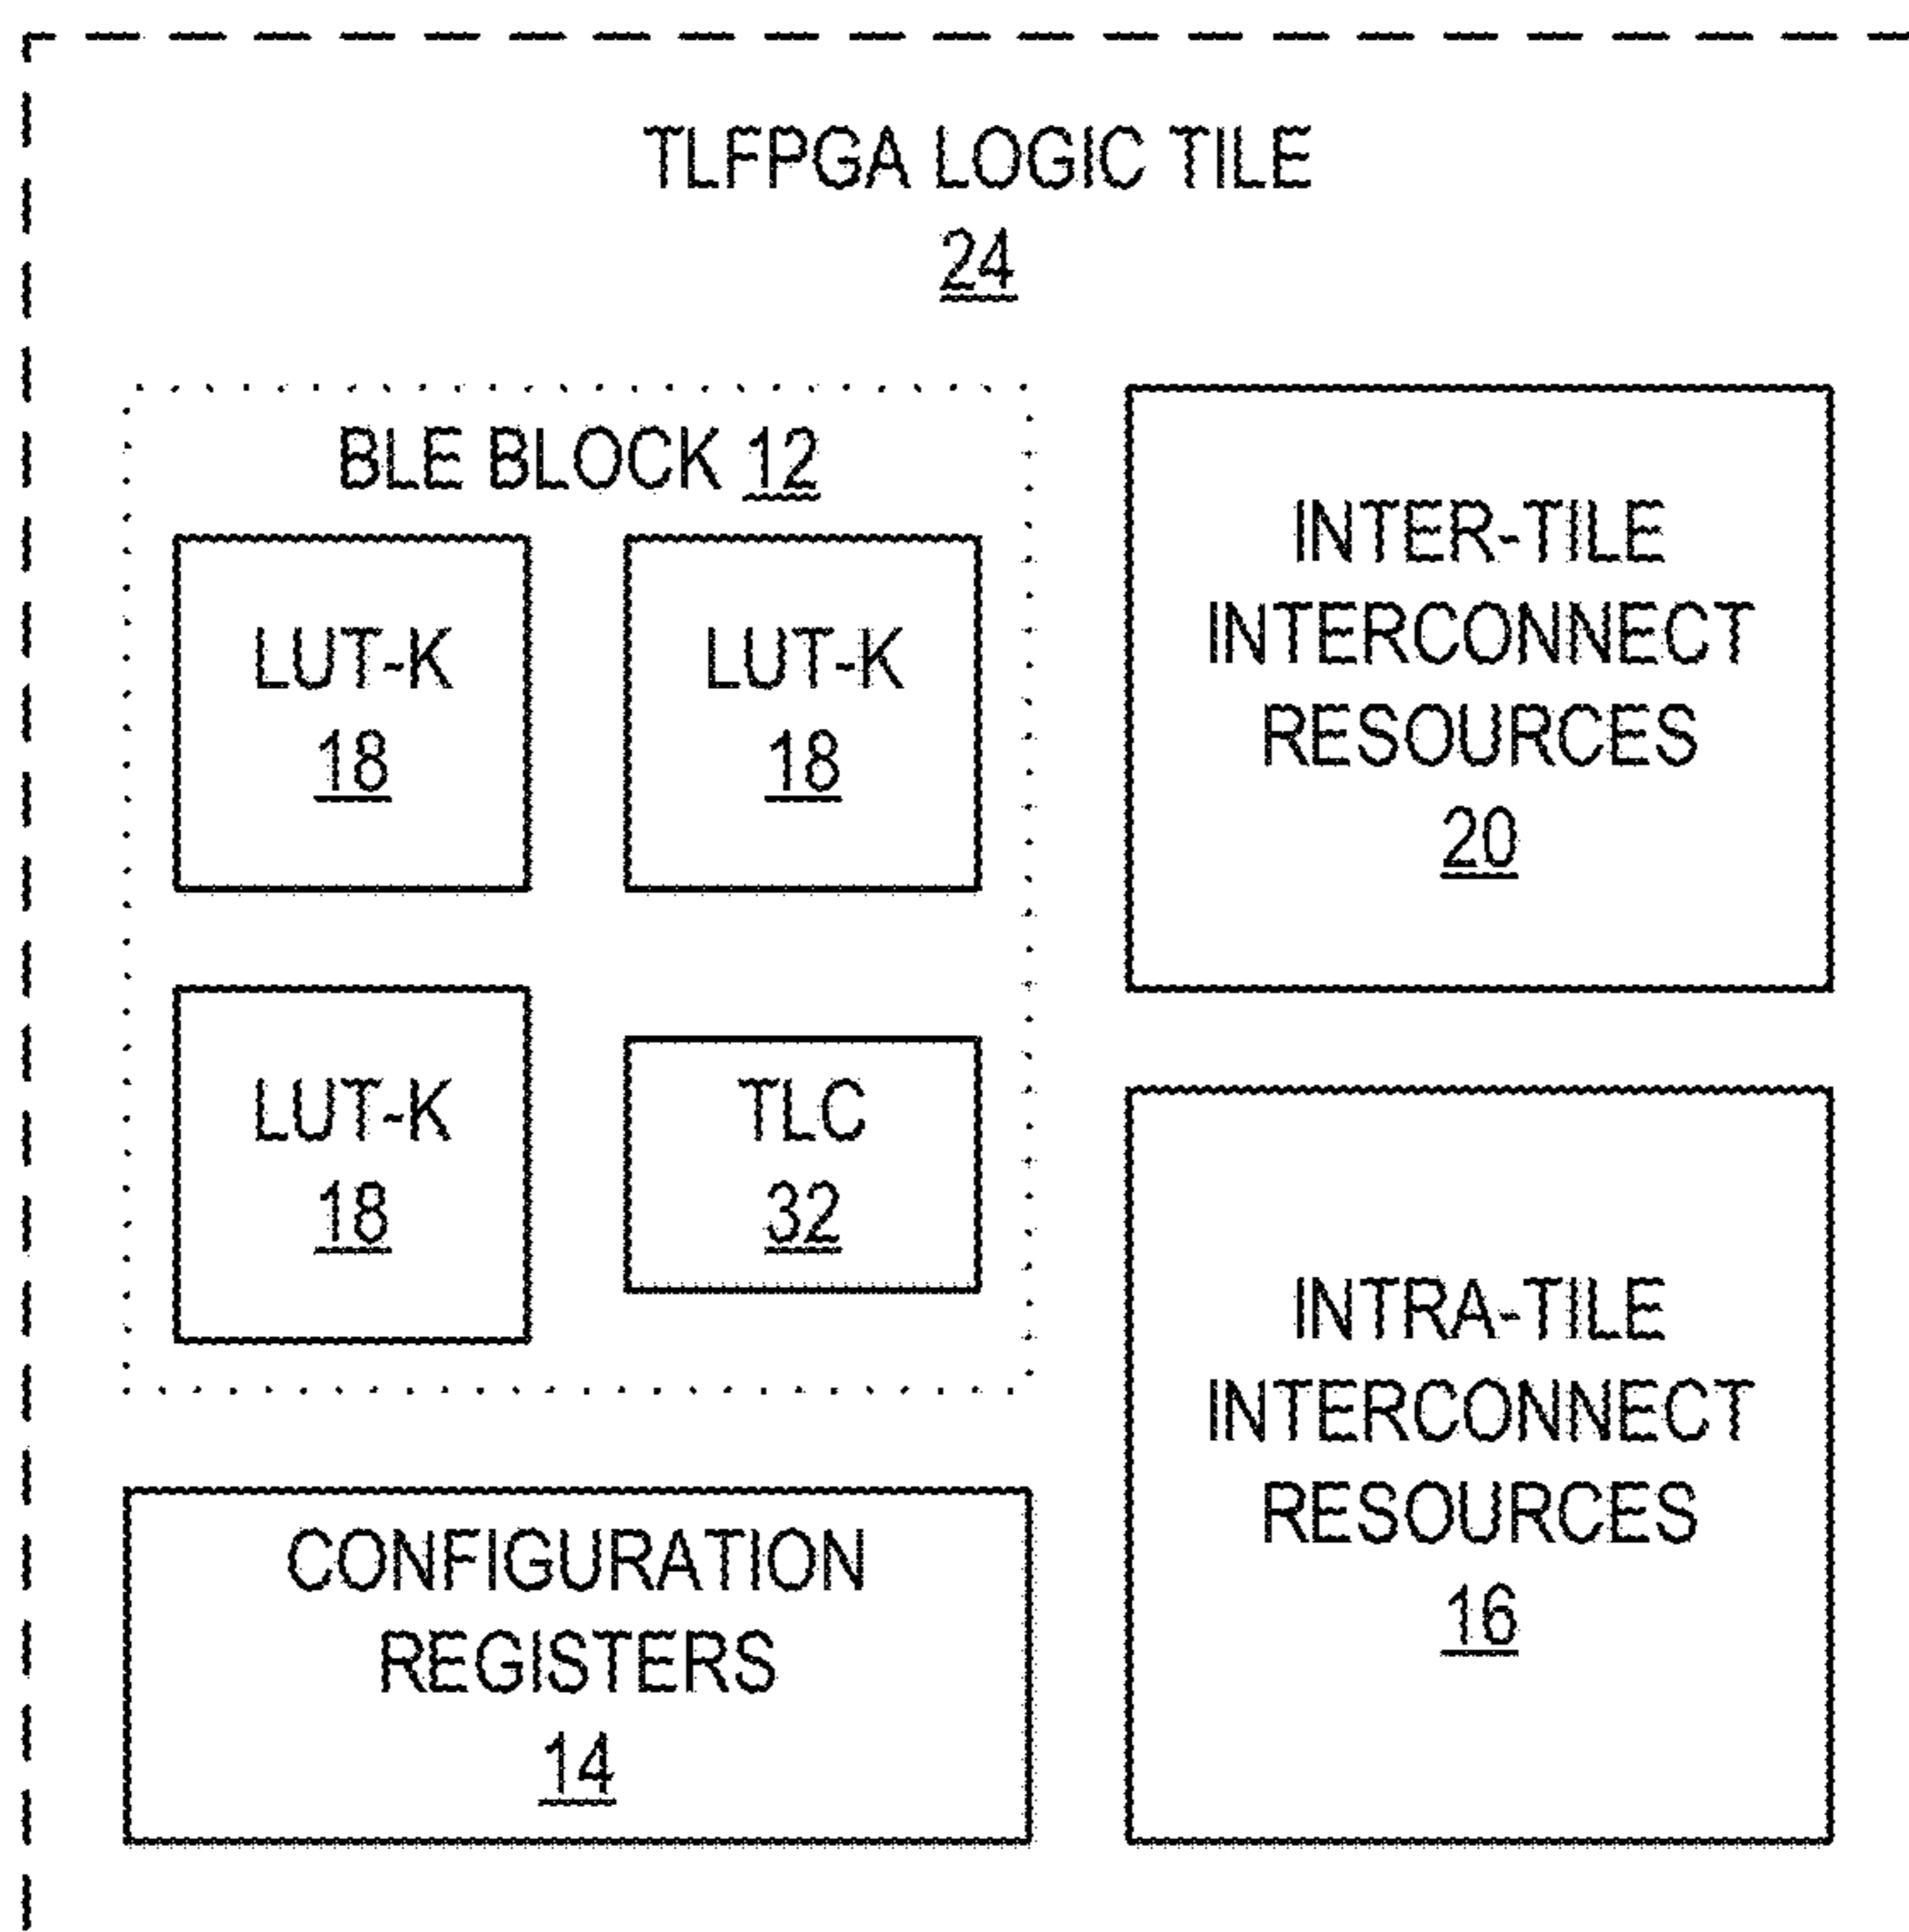 TLFPGA LOGIC TILE
24
BLE BLOCK 12
LUT-K
18
LUT-K
18
LUT-K
18
TLC
32
CONFIGURATION
REGISTERS
14
INTER-TILE
INTERCONNECT
RESOURCES
20
INTRA-TILE
INTERCONNECT
RESOURCES
16